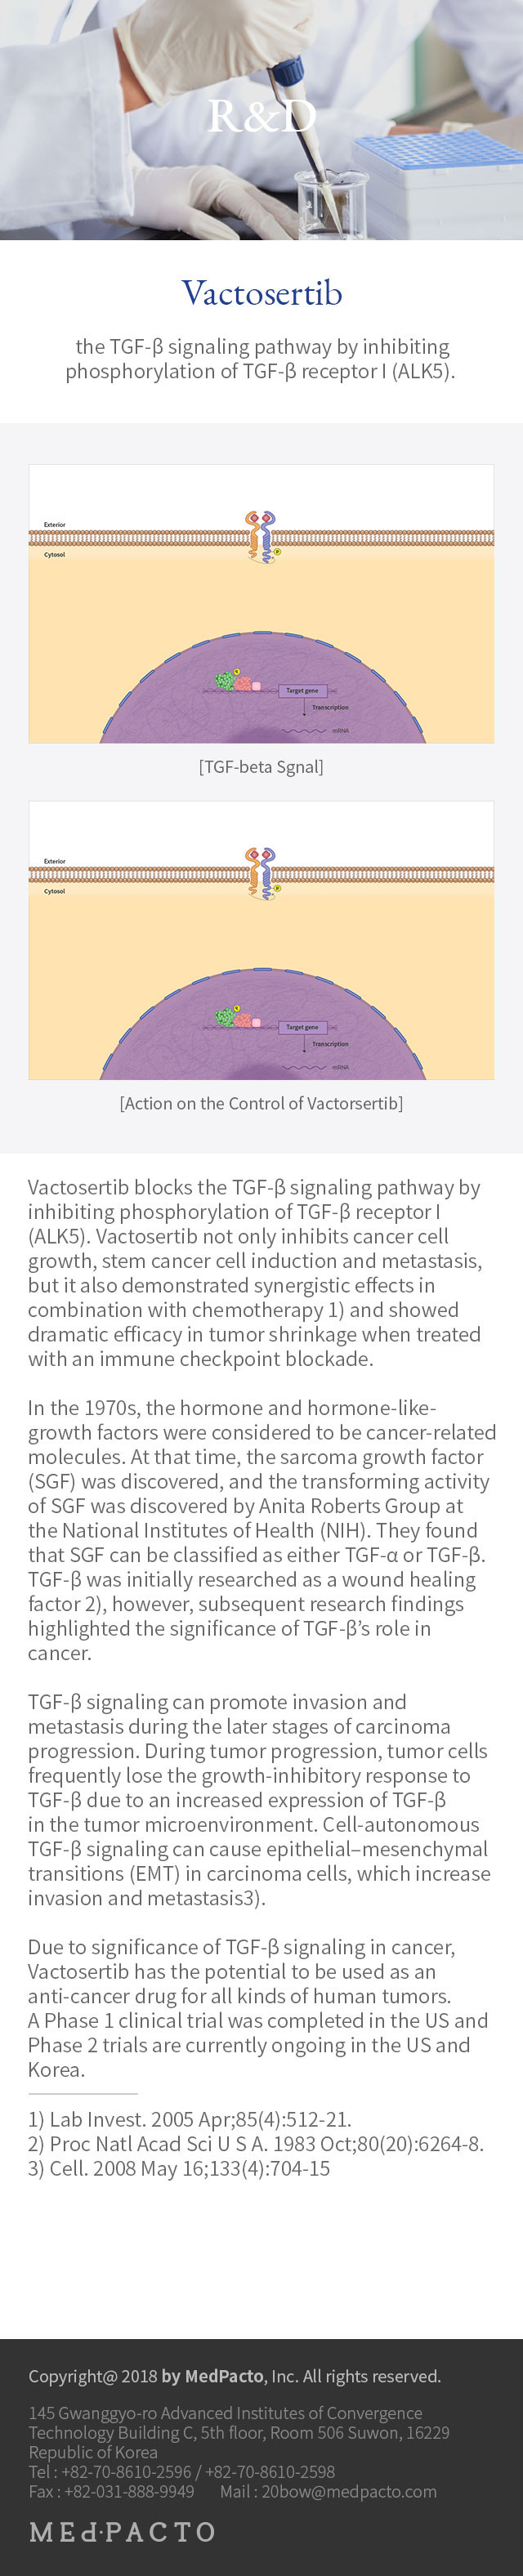 R&D
Vactosertib
the TGF-β signaling pathway by inhibiting
phosphorylation of TGF-β receptor I (ALK5).
Exterior
Cytosol
P
Target gene
Transcription
mRNA
[TGF-beta Sgnal]
Exterior
Cytosol
P
Target gene
Transcription
mRNA
[Action on the Control of Vactorsertib]
Vactosertib blocks the TGF-β signaling pathway by
inhibiting phosphorylation of TGF-β receptor I
(ALK5). Vactosertib not only inhibits cancer cell
growth, stem cancer cell induction and metastasis,
but it also demonstrated synergistic effects in
combination with chemotherapy 1) and showed
dramatic efficacy in tumor shrinkage when treated
with an immune checkpoint blockade.
In the 1970s, the hormone and hormone-like-
growth factors were considered to be cancer-related
molecules. At that time, the sarcoma growth factor
(SGF) was discovered, and the transforming activity
of SGF was discovered by Anita Roberts Group at
the National Institutes of Health (NIH). They found
that SGF can be classified as either TGF-α or TGF-β.
TGF-β was initially researched as a wound healing
factor 2), however, subsequent research findings
highlighted the significance of TGF-β’s role in
cancer.
TGF-β signaling can promote invasion and
metastasis during the later stages of carcinoma
progression. During tumor progression, tumor cells
frequently lose the growth-inhibitory response to
TGF-β due to an increased expression of TGF-β
in the tumor microenvironment. Cell-autonomous
TGF-β signaling can cause epithelial–mesenchymal
transitions (EMT) in carcinoma cells, which increase
invasion and metastasis3).
Due to significance of TGF-β signaling in cancer,
Vactosertib has the potential to be used as an
anti-cancer drug for all kinds of human tumors.
A Phase 1 clinical trial was completed in the US and
Phase 2 trials are currently ongoing in the US and
Korea.
1) Lab Invest. 2005 Apr;85(4):512-21.
2) Proc Natl Acad Sci U S A. 1983 Oct;80(20):6264-8.
3) Cell. 2008 May 16;133(4):704-15
Copyright@ 2018 by MedPacto, Inc. All rights reserved.
145 Gwanggyo-ro Advanced Institutes of Convergence
Technology Building C, 5th floor, Room 506 Suwon, 16229
Republic of Korea
Tel : +82-70-8610-2596 / +82-70-8610-2598
Fax : +82-031-888-9949 Mail : 20bow@medpacto.com
MEd·PACTO